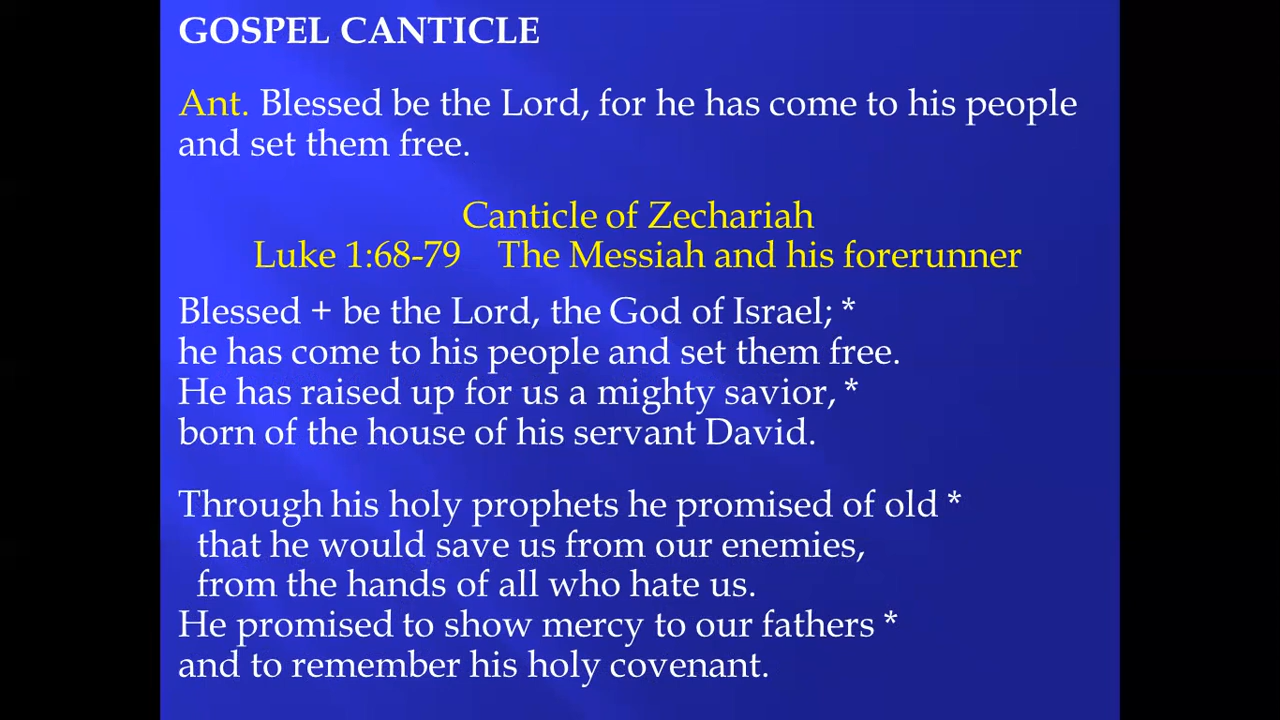 GOSPEL CANTICLE
Ant. Blessed be the Lord, for he has come to his people
and set them free.
Canticle of Zechariah
Luke 1:68-79 The Messiah and his forerunner
Blessed + be the Lord, the God of Israel; *
he has come to his people and set them free.
He has raised up for us a mighty savior, *
born of the house of his servant David.
Through his holy prophets he promised of old *
that he would save us from our enemies,
from the hands of all who hate us.
He promised to show mercy to our fathers *
and to remember his holy covenant.